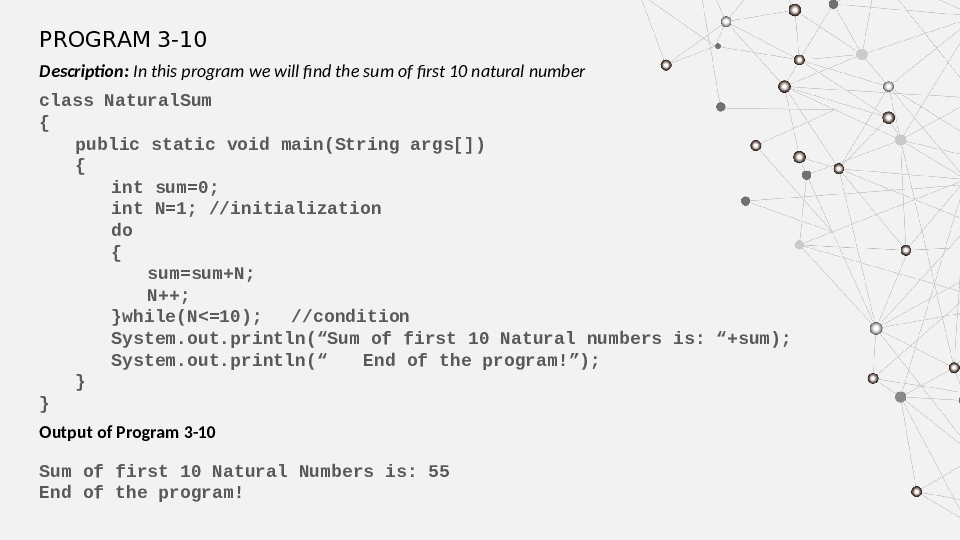 PROGRAM 3-10
Description: In this program we will find the sum of first 10 natural number
class NaturalSum
{
public static void main(String args[])
{
int sum=0;
int N=1; //initialization
do
{
sum=sum+N;
N++;
}while(N<=10);   //condition
System.out.println(“Sum of first 10 Natural numbers is: “+sum);
System.out.println(“   End of the program!”);
}
}
Output of Program 3-10
Sum of first 10 Natural Numbers is: 55
End of the program!